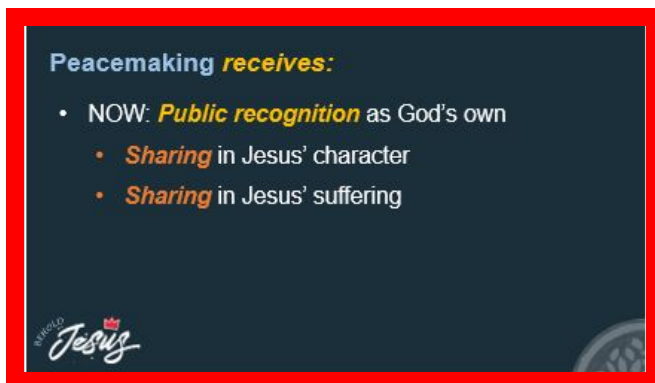 Peacemaking receives:
• NOW: Public recognition as God's own
• Sharing in Jesus' character
• Sharing in Jesus' suffering
BEHOLD
Jesus